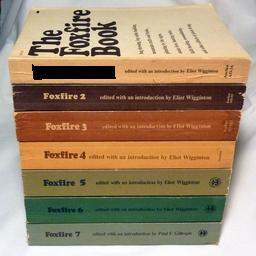 The
Foxfire
Book
edited with an introduction by Eliot Wigginton
Foxfire 2 edited with an introduction by Eliot Wigginton
Foxfire 3 edited with an introduction by Eliot Wigginton
Foxfire 4 edited with an introduction by Eliot Wigginton
Foxfire 5 edited with an introduction by Eliot Wigginton
Foxfire 6 edited with an introduction by Eliot Wigginton
Foxfire 7 edited with an introduction by Paul F. Gillespie